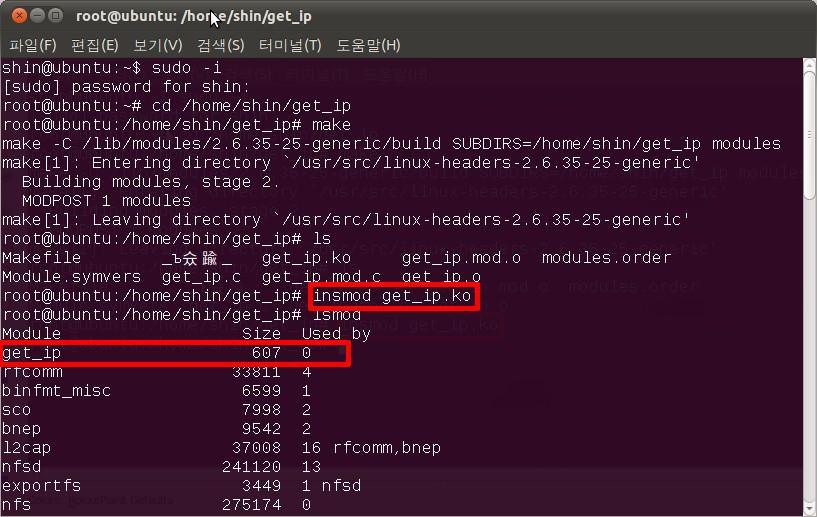 root@ubuntu: /home/shin/get_ip
파일(F) 편집(E) 보기(V) 검색(S) 터미널(T) 도움말(H)
shin@ubuntu:~$ sudo -i
[sudo] password for shin:
root@ubuntu:~# cd /home/shin/get_ip
root@ubuntu:/home/shin/get_ip# make
make -C /lib/modules/2.6.35-25-generic/build SUBDIRS=/home/shin/get_ip modules
make[1]: Entering directory `/usr/src/linux-headers-2.6.35-25-generic'
  Building modules, stage 2.
  MODPOST 1 modules
make[1]: Leaving directory `/usr/src/linux-headers-2.6.35-25-generic'
root@ubuntu:/home/shin/get_ip# ls
Makefile get_ip.ko get_ip.mod.o modules.order
Module.symvers get_ip.c get_ip.mod.c get_ip.o
root@ubuntu:/home/shin/get_ip# insmod get_ip.ko
root@ubuntu:/home/shin/get_ip# lsmod
Module Size Used by
get_ip 607 0
rfcomm 33811 4
binfmt_misc 6599 1
sco 7998 2
bnep 9542 2
l2cap 37008 16 rfcomm,bnep
nfsd 241120 13
exportfs 3449 1 nfsd
nfs 275174 0